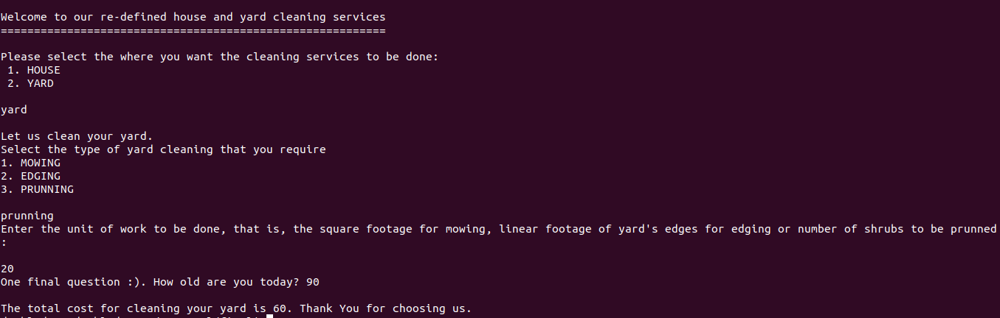 Welcome to our re-defined house and yard cleaning services
==========================================================
Please select the where you want the cleaning services to be done:
1. HOUSE
2. YARD
yard
Let us clean your yard.
Select the type of yard cleaning that you require
1. MOWING
2. EDGING
3. PRUNNING
prunning
Enter the unit of work to be done, that is, the square footage for mowing, linear footage of yard's edges for edging or number of shrubs to be prunned
:
20
One final question :). How old are you today? 90
The total cost for cleaning your yard is 60. Thank You for choosing us.